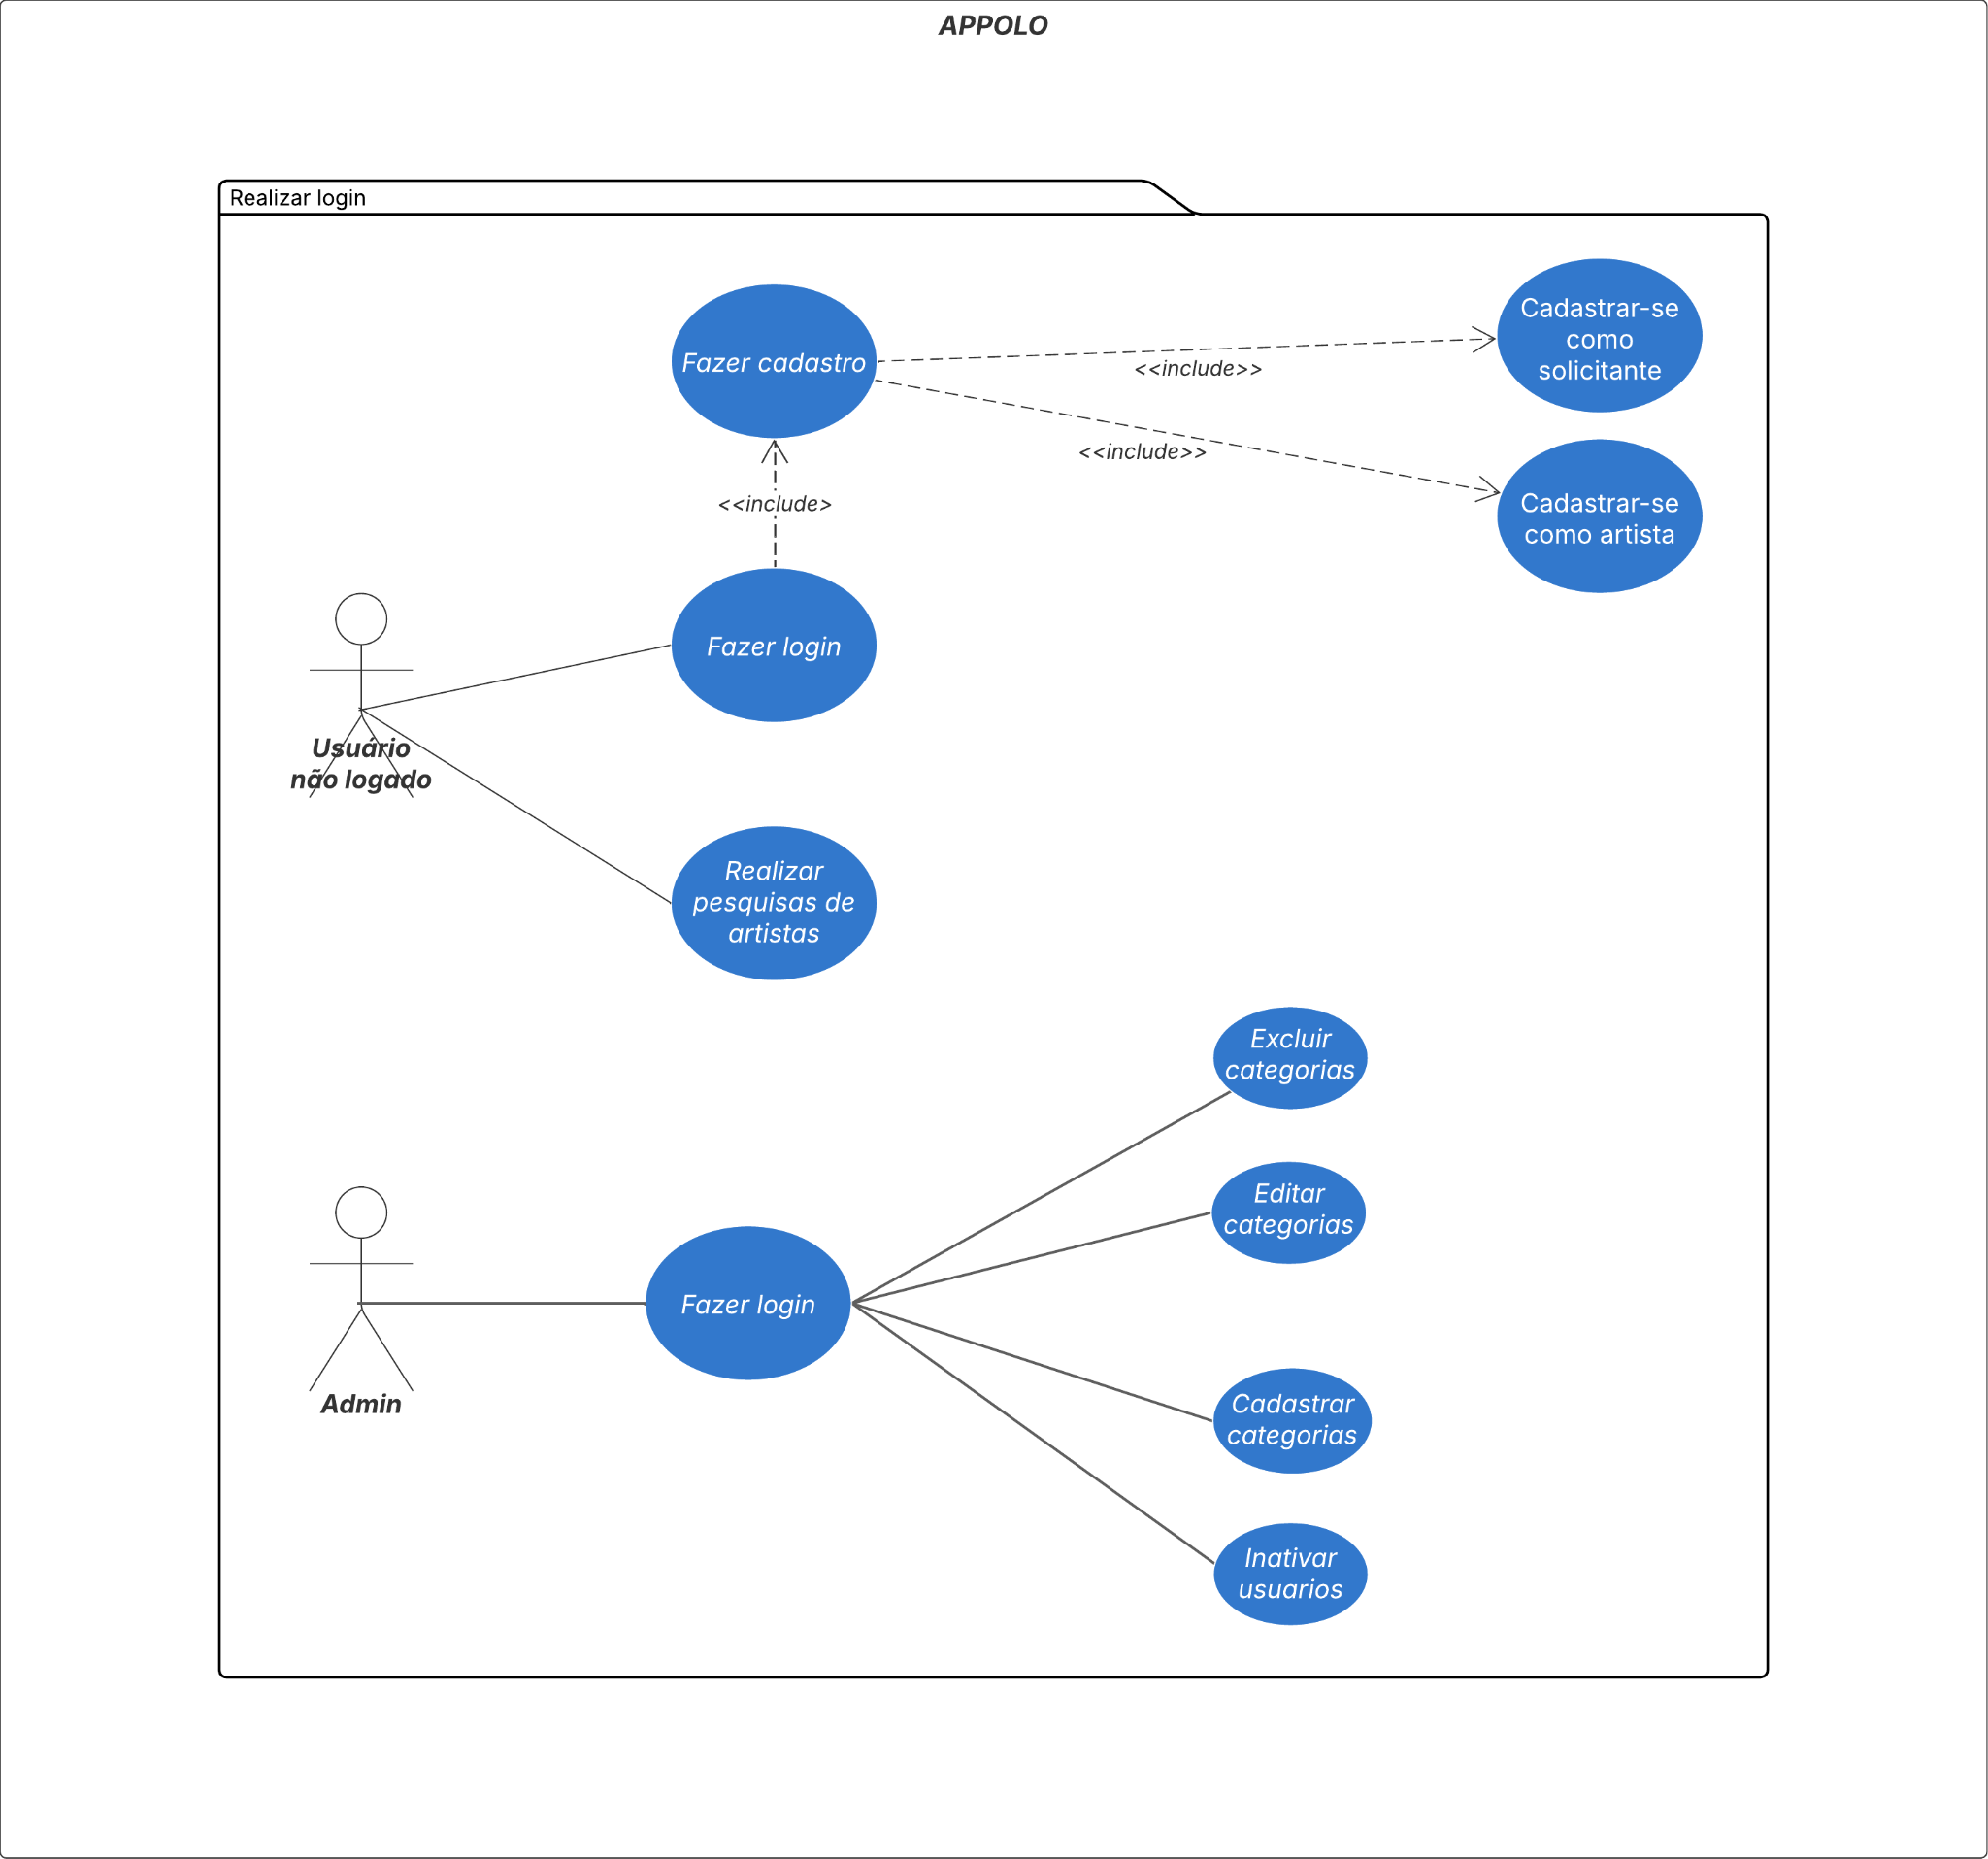 APPOLO
Realizar login
Fazer cadastro
<<include>>
Cadastrar-se
como
solicitante
<<include>>
Cadastrar-se
como artista
<<include>
Fazer login
Usuário
não logado
Realizar
pesquisas de
artistas
Excluir
categorias
Editar
categorias
Fazer login
Admin
Cadastrar
categorias
Inativar
usuarios